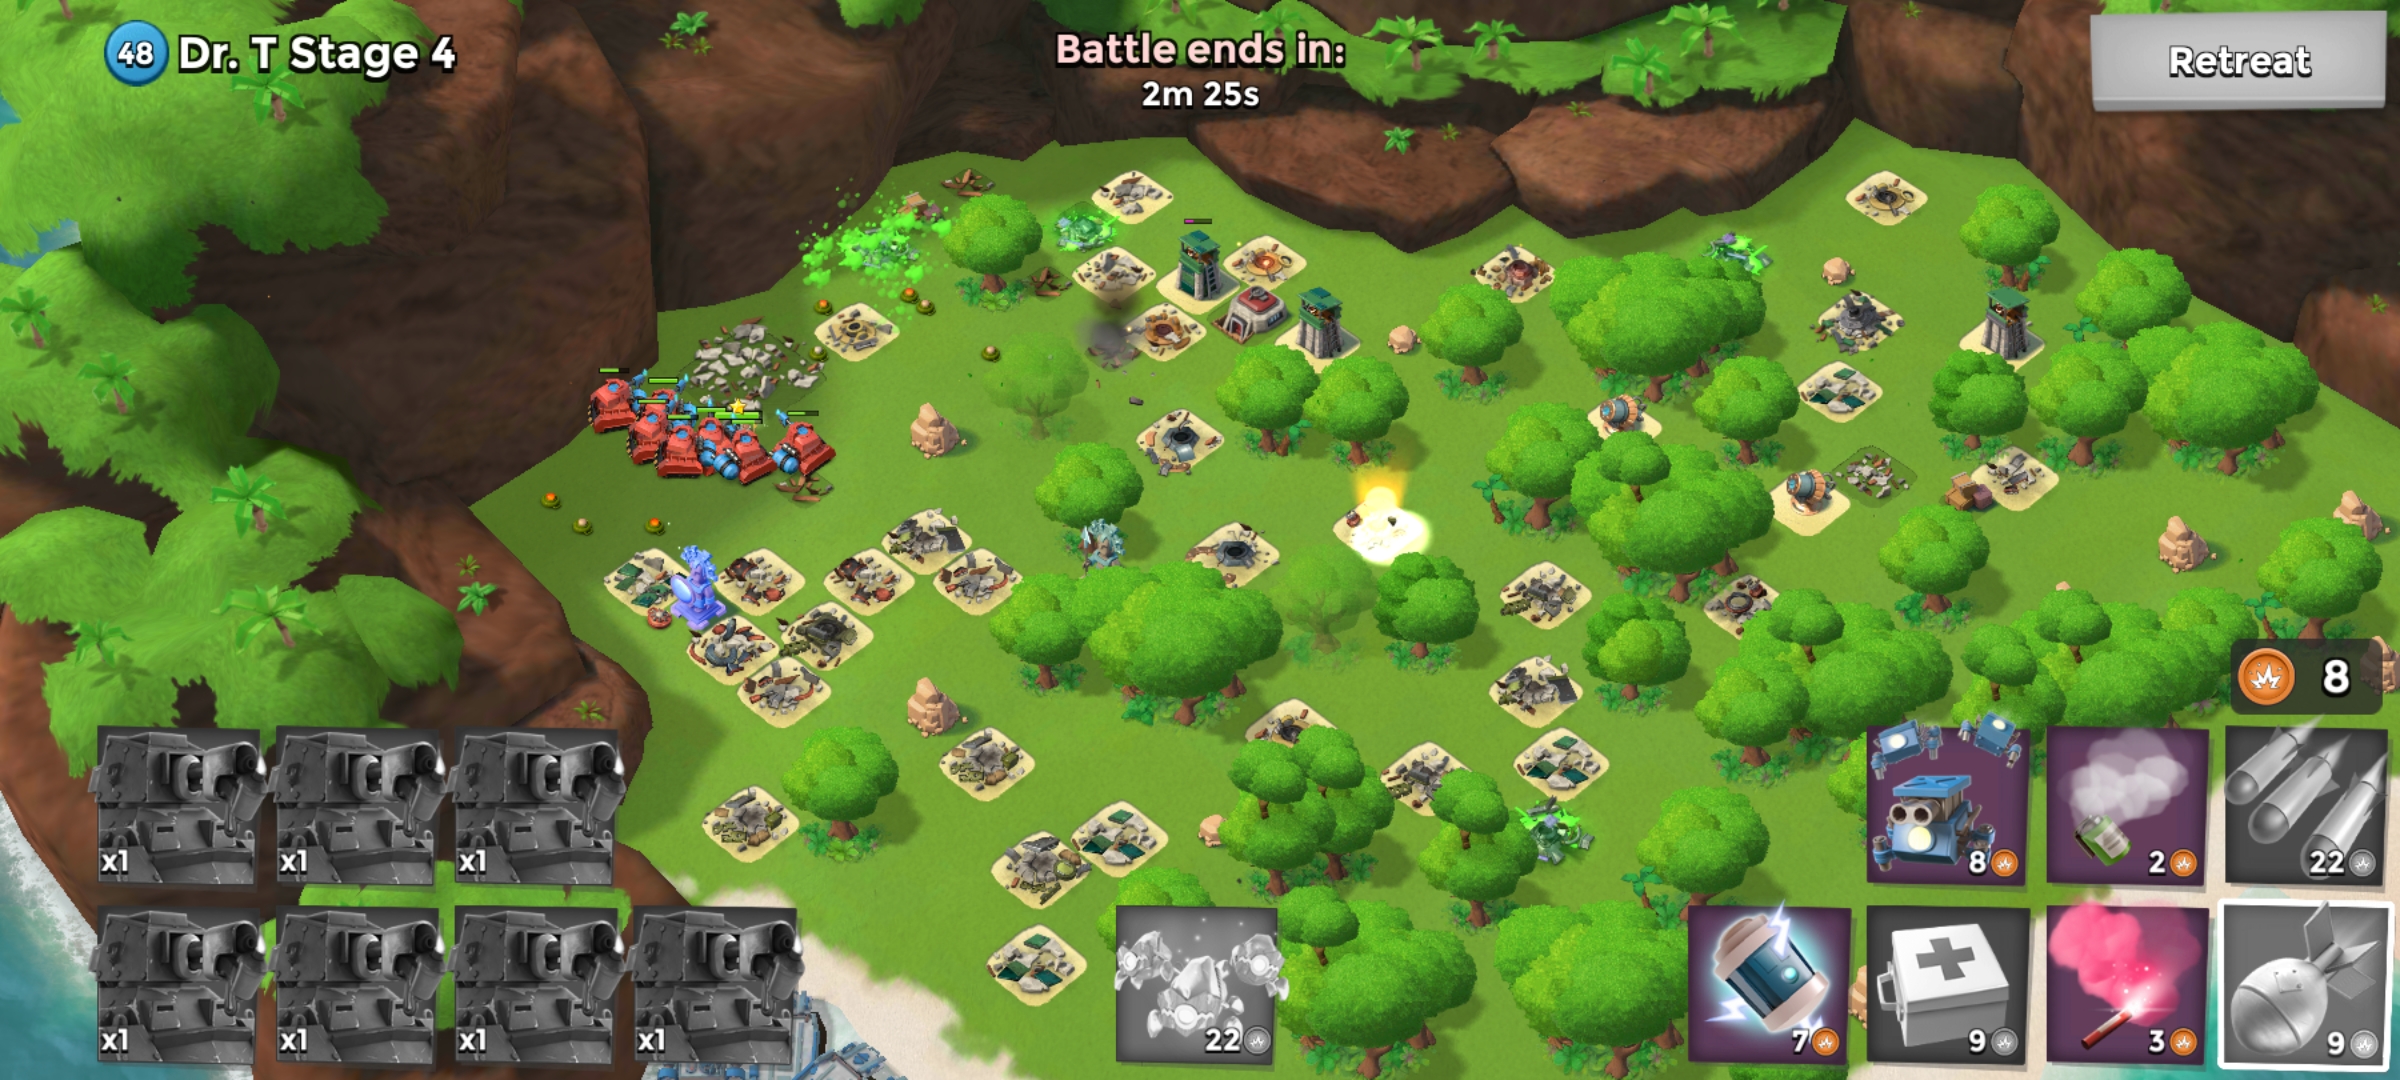 48 Dr. T Stage 4
Battle ends in:
2m 25s
Retreat
8
x1
x1
x1
8
2
22
x1
x1
x1
x1
22
7
9
3
9